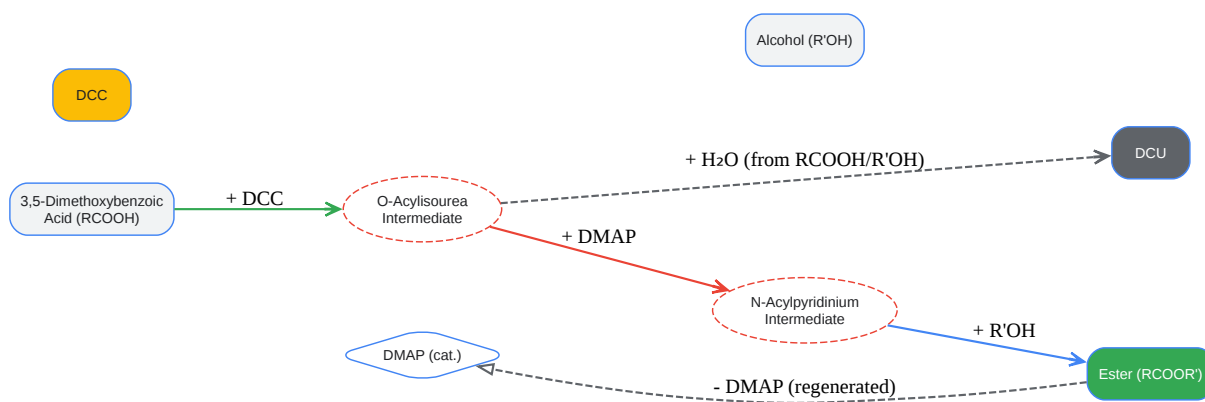 Alcohol (R'OH)
DCC
+ H₂O (from RCOOH/R'OH)
DCU
3,5-Dimethoxybenzoic
Acid (RCOOH)
+ DCC
O-Acylisourea
Intermediate
+ DMAP
N-Acylpyridinium
Intermediate
+ R'OH
DMAP (cat.)
- DMAP (regenerated)
Ester (RCOOR')